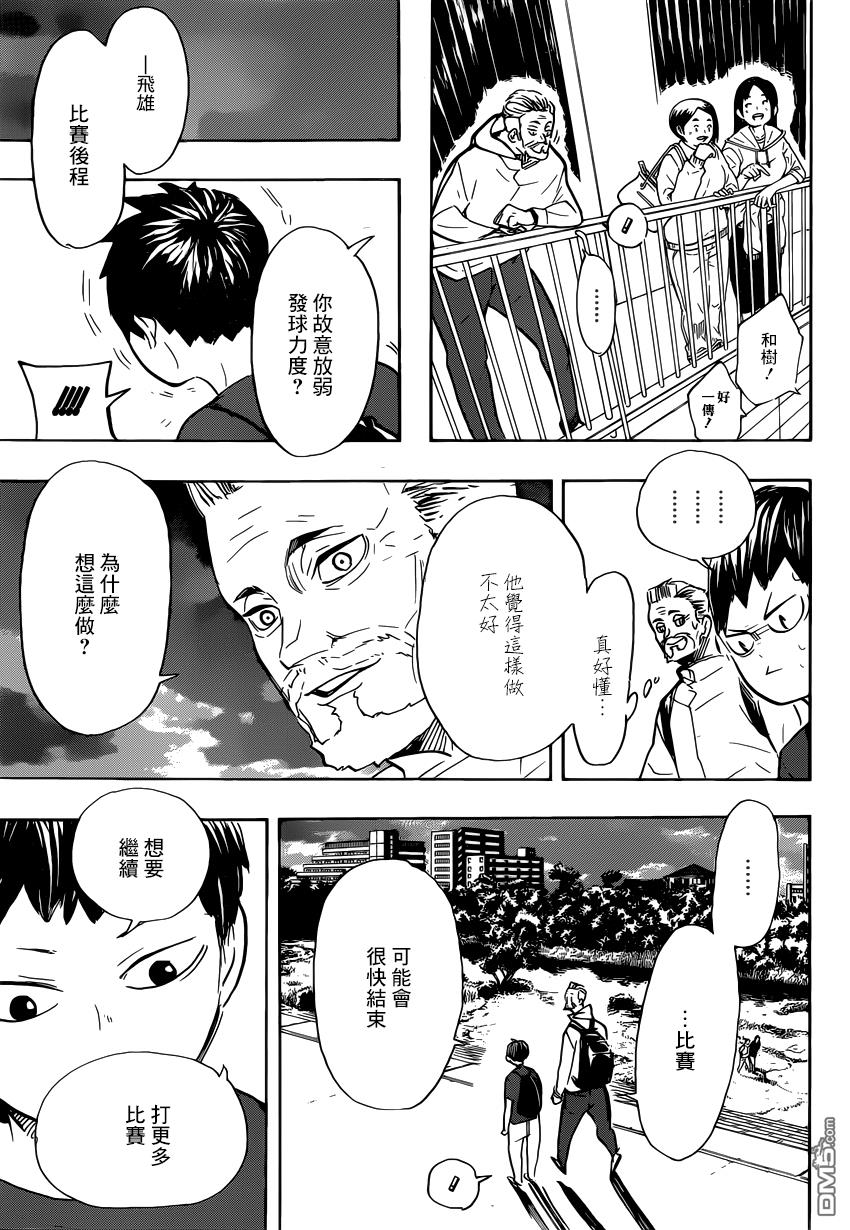 ！
……
和樹！
好
一傳！
—飛雄
比賽後程
你故意放弱
發球力度？
！！！！
……
……
……
真好懂…
他覺得這樣做
不太好
為什麼
想這麼做？
……
…比賽
可能會
很快結束
！
想要
繼續
打更多
比賽
DM5.com